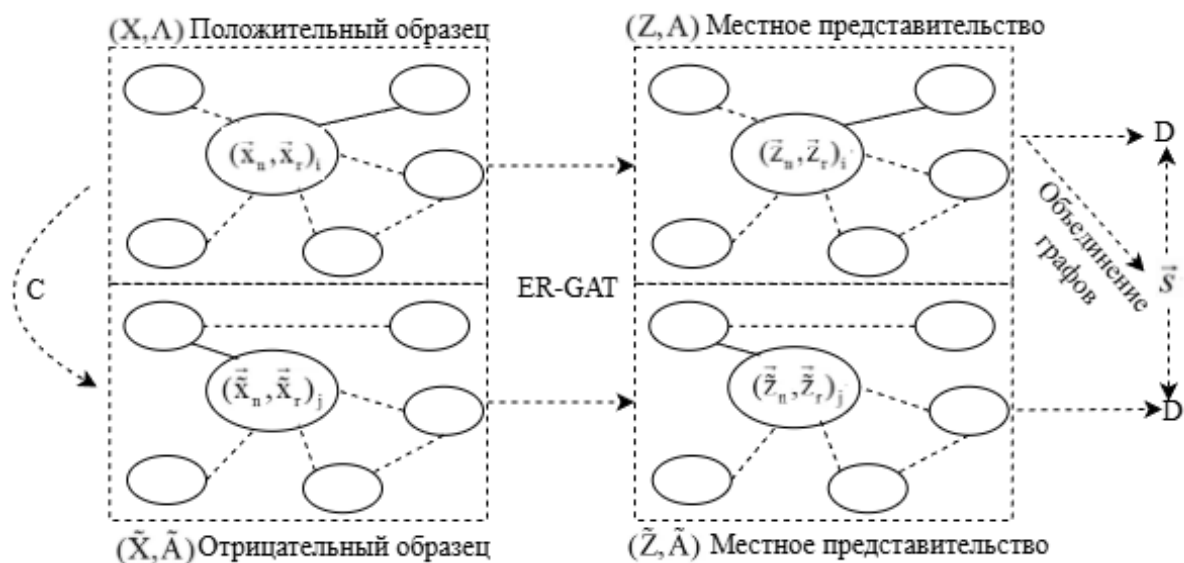 (X, Λ) Положительный образец
(Z, A) Местное представительство
(x⃗ₙ, x⃗ᵣ)ᵢ
(z⃗ₙ, z⃗ᵣ)ᵢ
D
Объединение
графов
C
ER-GAT
s⃗
(x̃⃗ₙ, x̃⃗ᵣ)ⱼ
(z̃⃗ₙ, z̃⃗ᵣ)ⱼ
D
(X̃, Ã) Отрицательный образец
(Z̃, Ã) Местное представительство